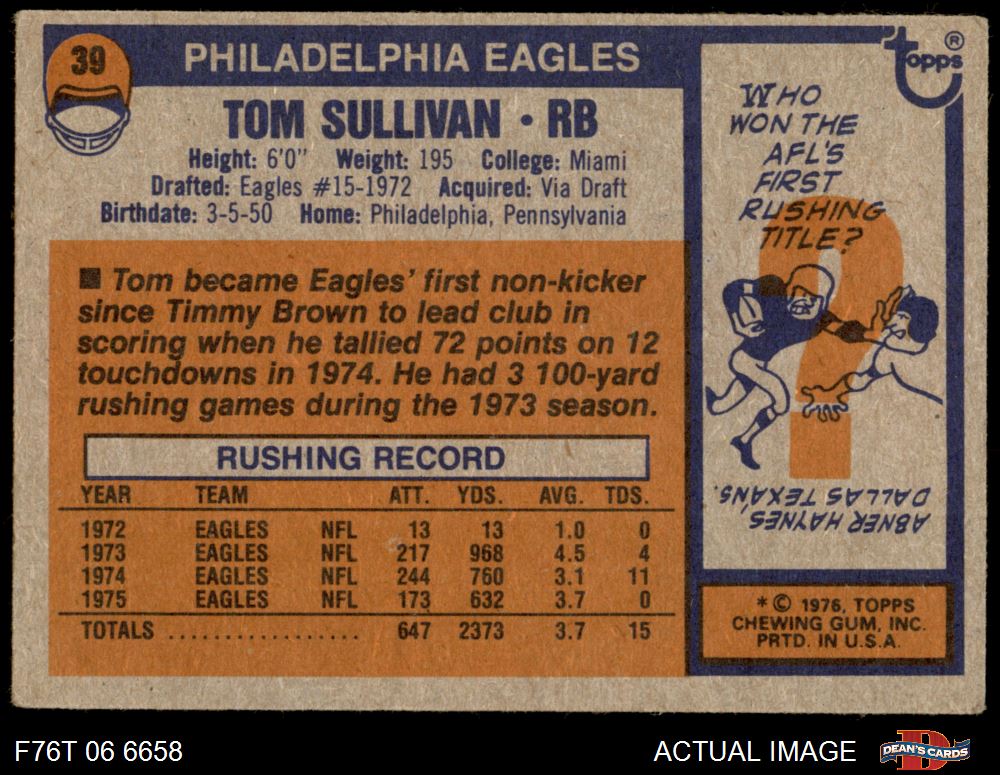 39
PHILADELPHIA EAGLES
TOM SULLIVAN • RB
Height: 6'0" Weight: 195 College: Miami
Drafted: Eagles #15-1972 Acquired: Via Draft
Birthdate: 3-5-50 Home: Philadelphia, Pennsylvania
■ Tom became Eagles' first non-kicker
since Timmy Brown to lead club in
scoring when he tallied 72 points on 12
touchdowns in 1974. He had 3 100-yard
rushing games during the 1973 season.
RUSHING RECORD
YEAR TEAM ATT. YDS. AVG. TDS.
1972 EAGLES NFL 13 13 1.0 0
1973 EAGLES NFL 217 968 4.5 4
1974 EAGLES NFL 244 760 3.1 11
1975 EAGLES NFL 173 632 3.7 0
TOTALS .................. 647 2373 3.7 15
topps ®
WHO
WON THE
AFL'S
FIRST
RUSHING
TITLE?
?
ABNER HAYNES
DALLAS TEXANS.
* © 1976, TOPPS
CHEWING GUM, INC.
PRTD. IN U.S.A.
F76T 06 6658
ACTUAL IMAGE
D
DEAN'S CARDS